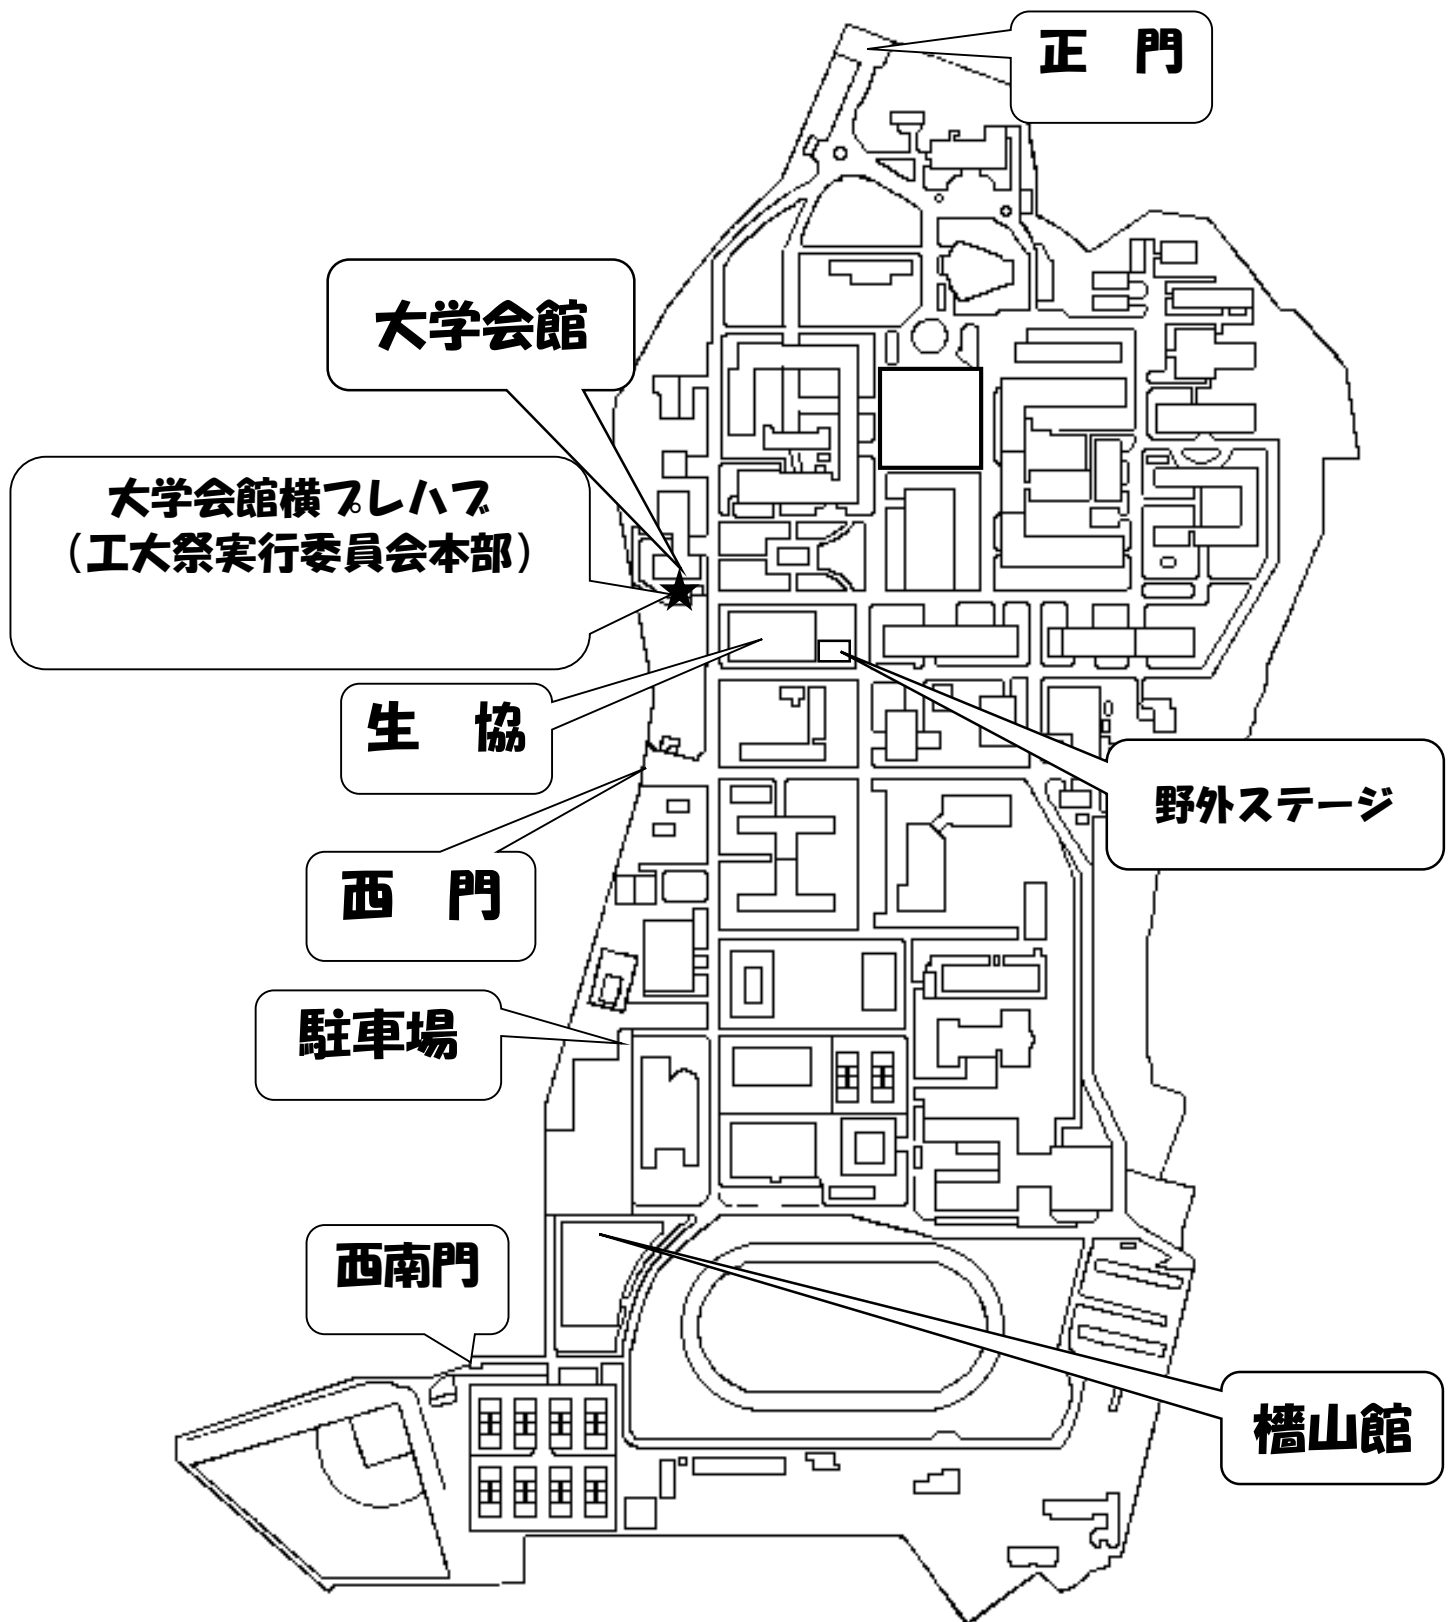 正　門
大学会館
大学会館横プレハブ
（工大祭実行委員会本部）
生　協
野外ステージ
西　門
駐車場
西南門
檣山館